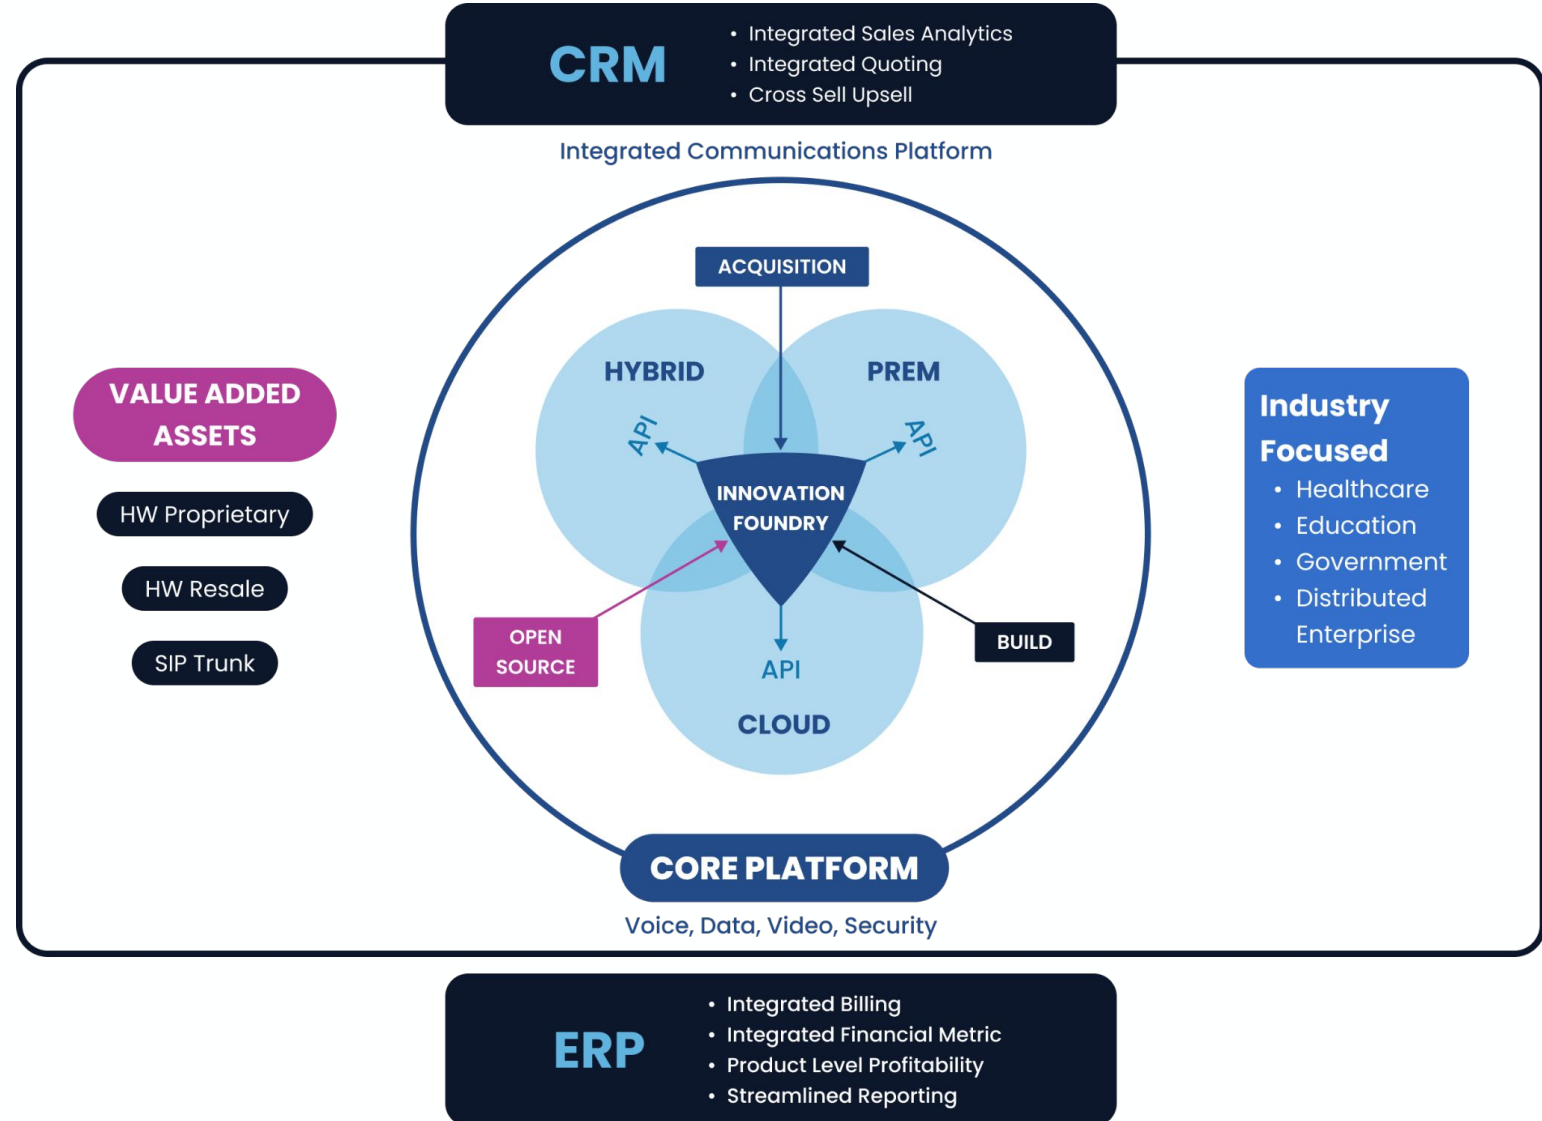 CRM
• Integrated Sales Analytics
• Integrated Quoting
• Cross Sell Upsell
Integrated Communications Platform
ACQUISITION
HYBRID
PREM
API
API
INNOVATION
FOUNDRY
OPEN
SOURCE
BUILD
API
CLOUD
CORE PLATFORM
Voice, Data, Video, Security
VALUE ADDED
ASSETS
HW Proprietary
HW Resale
SIP Trunk
Industry
Focused
• Healthcare
• Education
• Government
• Distributed
Enterprise
ERP
• Integrated Billing
• Integrated Financial Metric
• Product Level Profitability
• Streamlined Reporting